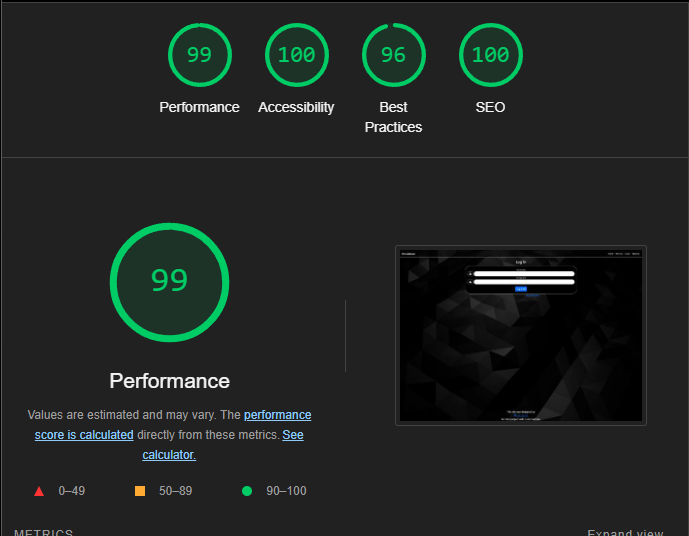 99
100
96
100
Performance
Accessibility
Best
Practices
SEO
99
Performance
Values are estimated and may vary. The performance
score is calculated directly from these metrics. See
calculator.
0–49
50–89
90–100
Log In
METRICS
Expand view